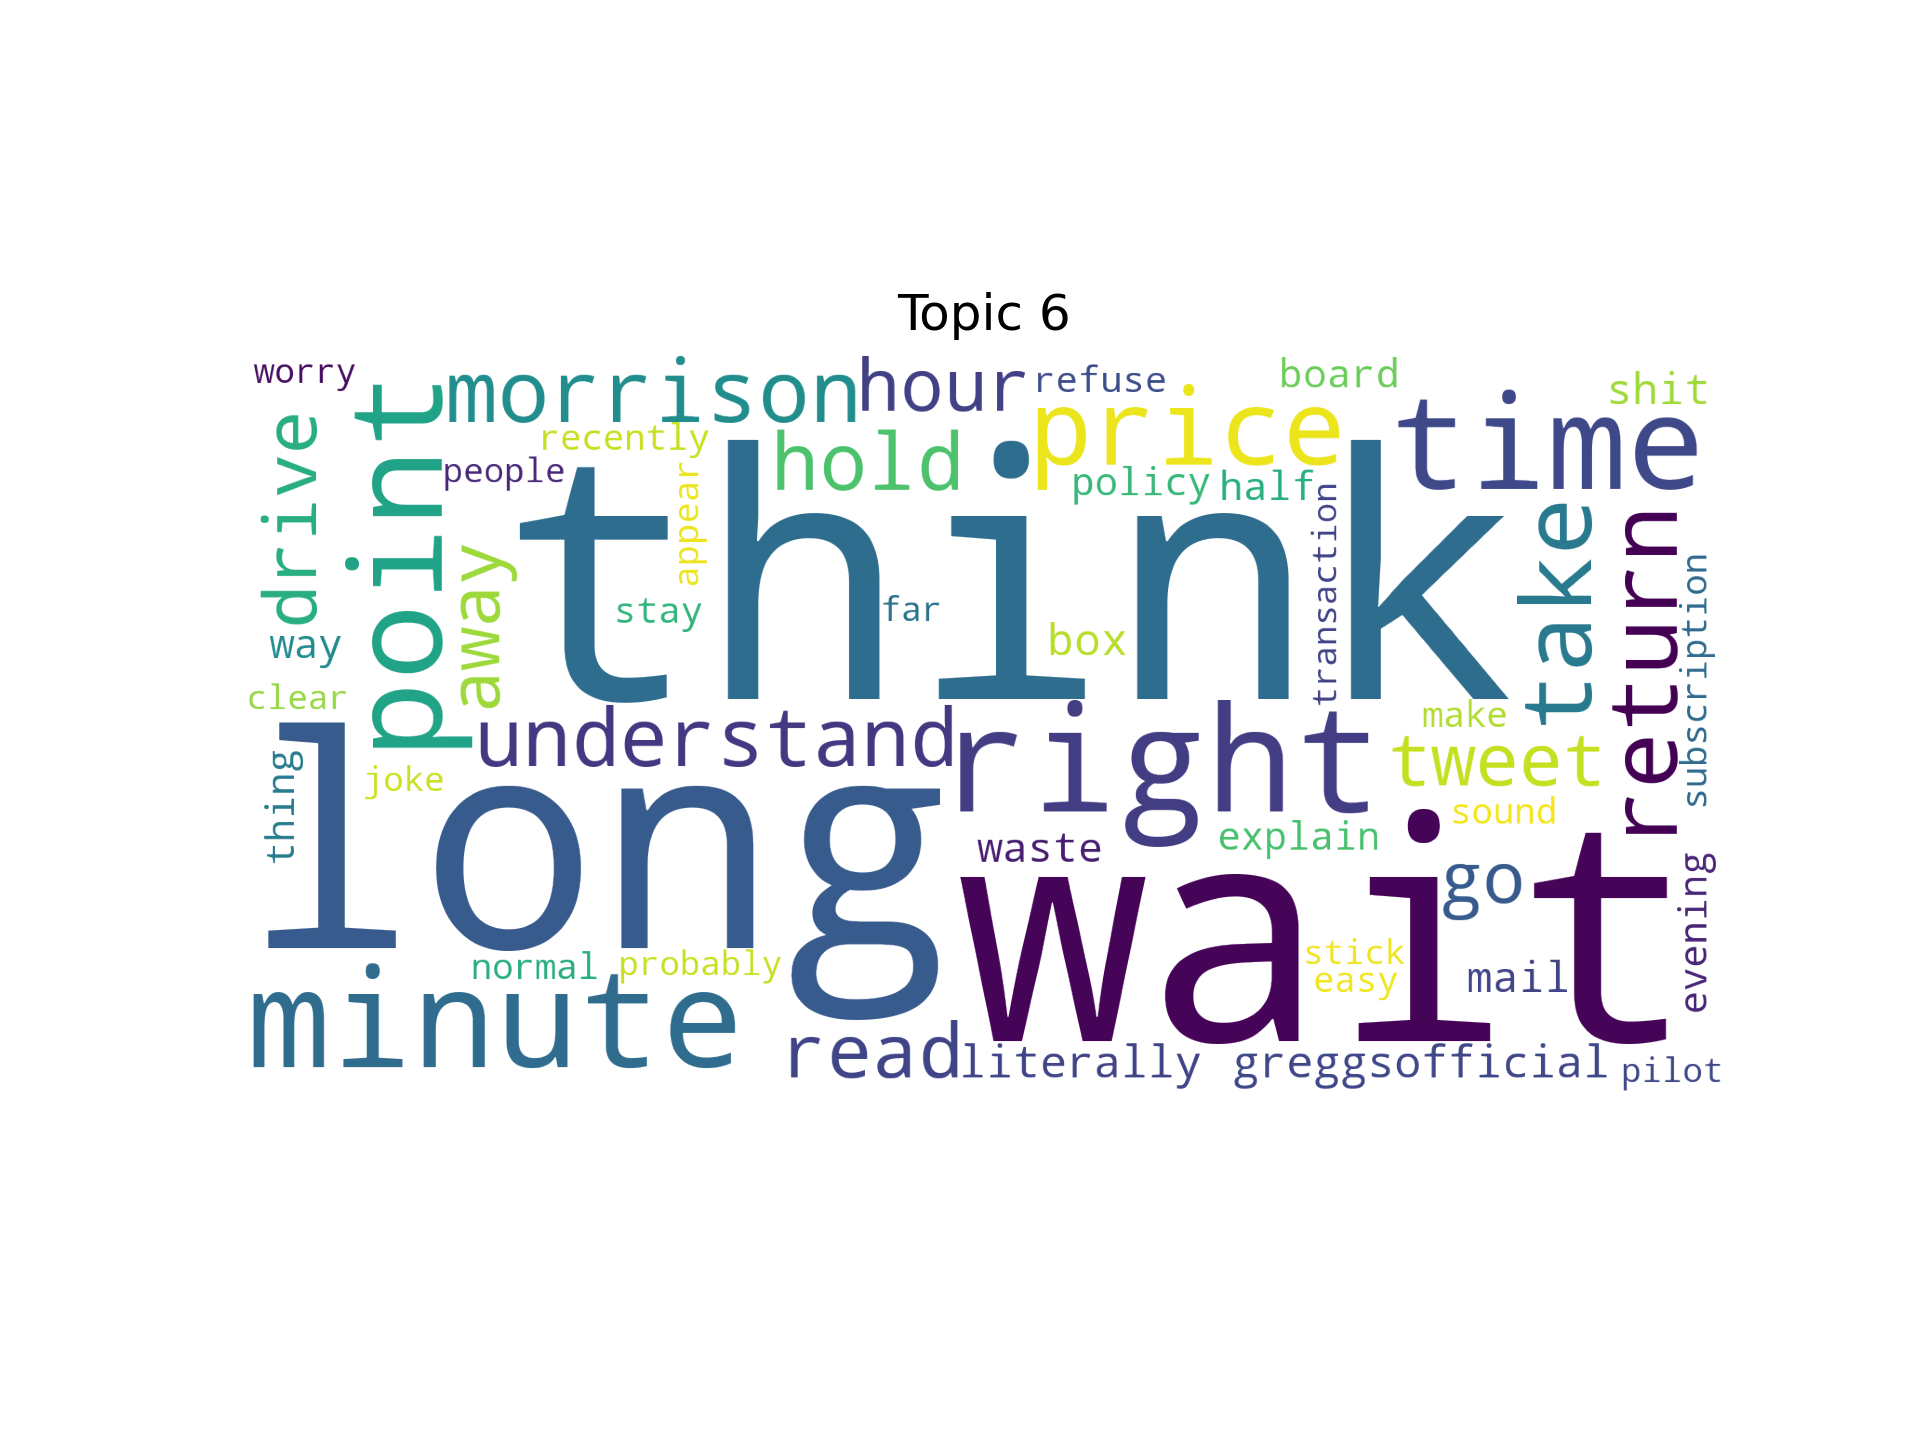 Topic 6
worry
morrison
hour
refuse
board
shit
price
time
point
drive
recently
people
hold
policy
half
think
appear
transaction
take
return
stay
far
box
away
way
clear
subscription
understand
right
make
tweet
long
thing
joke
waste
explain
sound
wait
go
evening
normal
probably
stick
easy
mail
minute
read
literally
greggsofficial
pilot